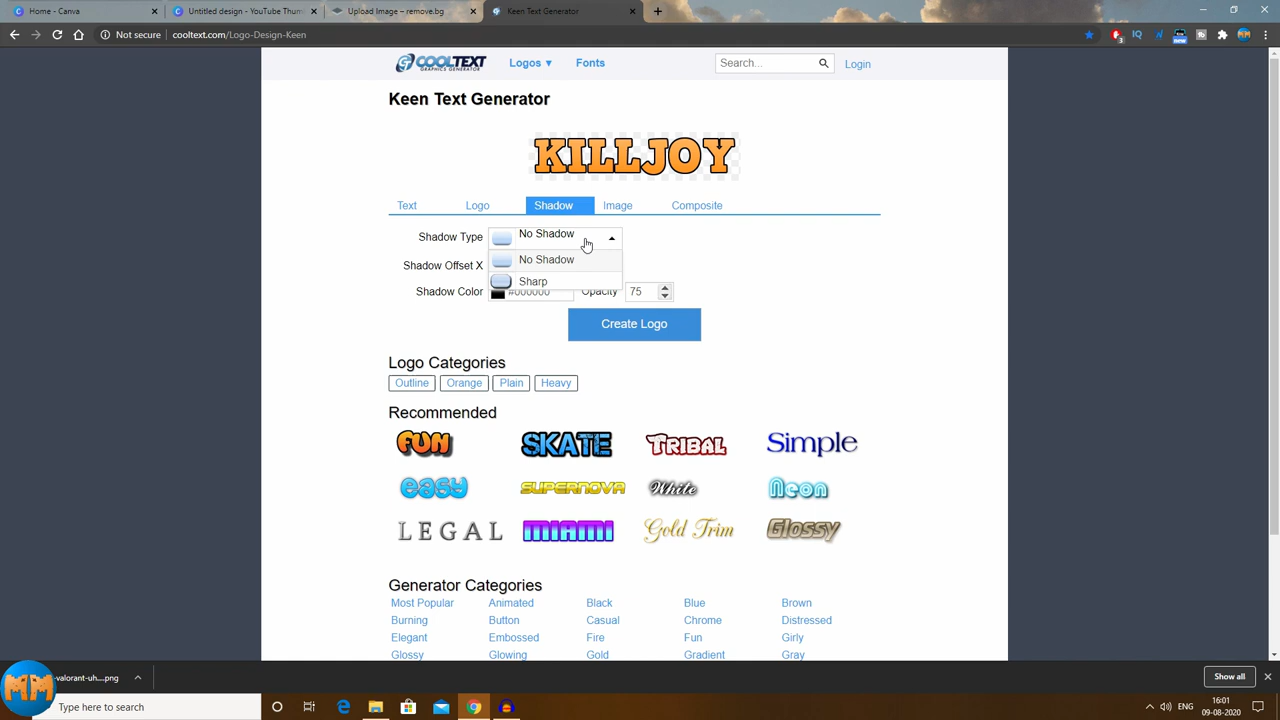 Home - Canva
Untitled design - YouTube Thum
Upload Image – remove.bg
Keen Text Generator
Not secure
cooltext.com/Logo-Design-Keen
IQ
new
COOLTEXT
GRAPHICS GENERATOR
Logos ▼
Fonts
Search...
Login
Keen Text Generator
KILLJOY
Text
Logo
Shadow
Image
Composite
Shadow Type
No Shadow
No Shadow
Shadow Offset X
Sharp
Shadow Color
#000000
Opacity
75
Create Logo
Logo Categories
Outline
Orange
Plain
Heavy
Recommended
FUN
SKATE
TRIBAL
Simple
easy
SUPERNOVA
White
Neon
LEGAL
MIAMI
Gold Trim
Glossy
Generator Categories
Most Popular
Animated
Black
Blue
Brown
Burning
Button
Casual
Chrome
Distressed
Elegant
Embossed
Fire
Fun
Girly
Glossy
Glowing
Gold
Gradient
Gray
-valorant-uh....png
Show all
MM
Type here to search
ENG
16:01
09-08-2020